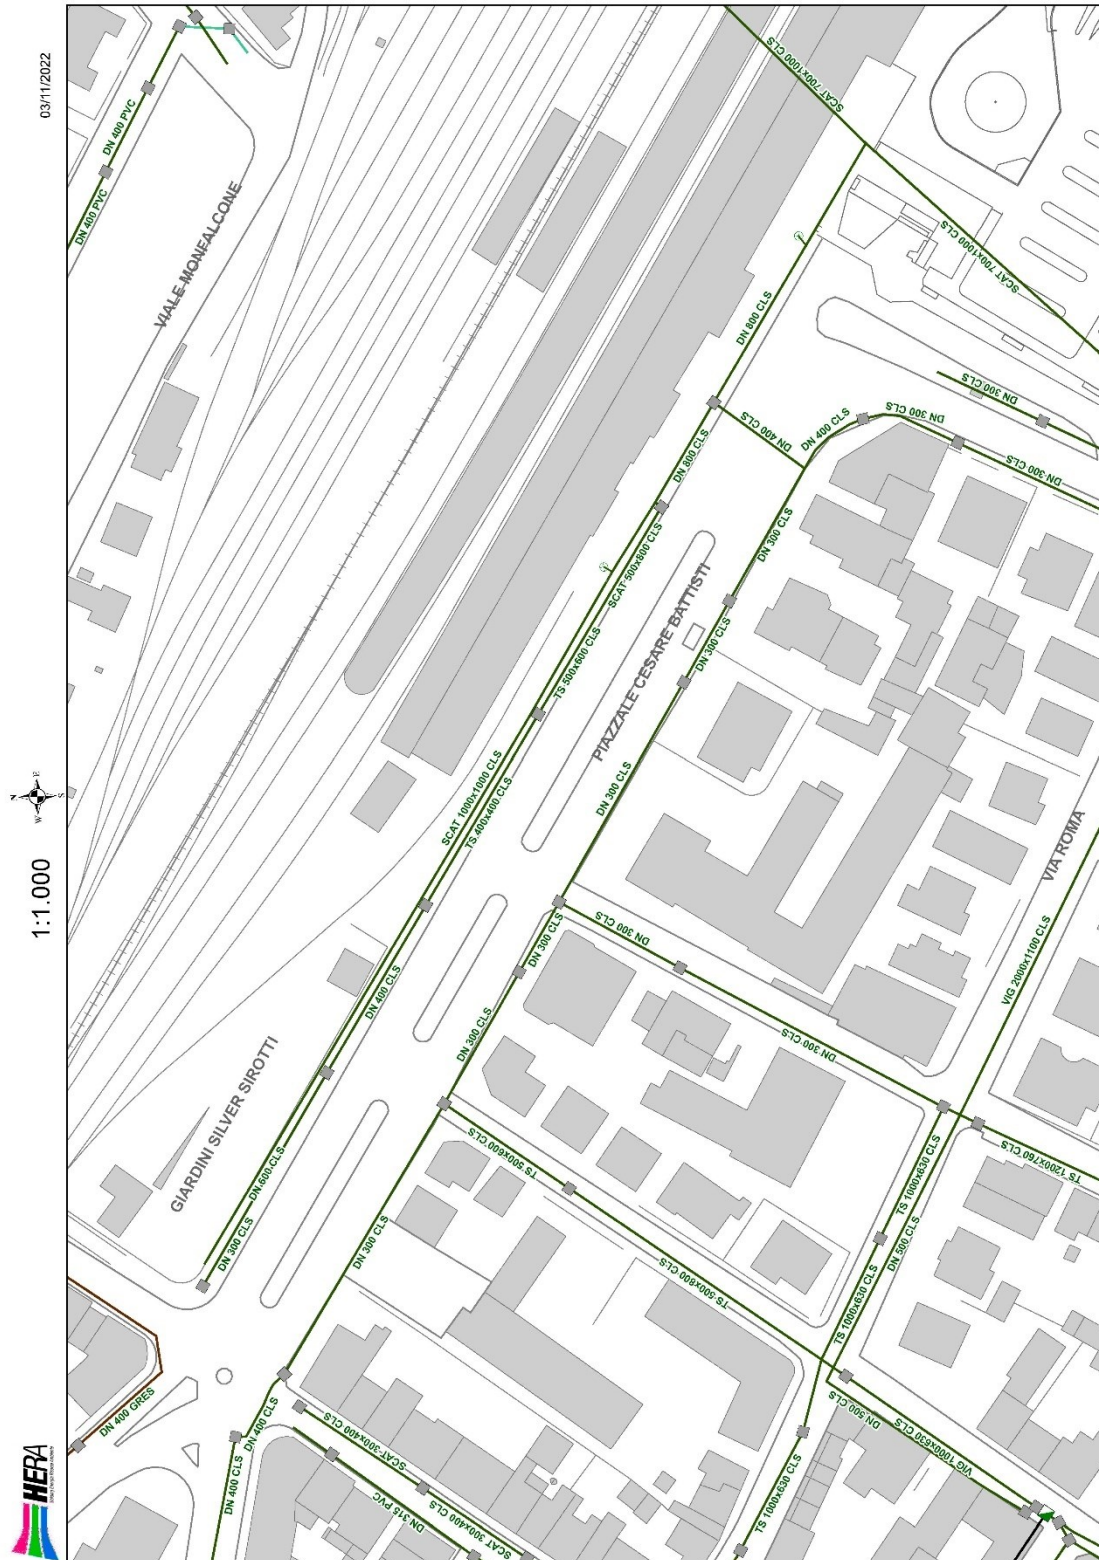 03/11/2022
1:1.000
N
E
S
W
HERA
DN 400 PVC
DN 400 PVC
VIALE MONFALCONE
SCAT 700x1000 CLS
SCAT 700x1000 CLS
DN 800 CLS
DN 300 CLS
DN 400 CLS
DN 400 CLS
DN 300 CLS
DN 300 CLS
DN 800 CLS
SCAT 500x800 CLS
DN 300 CLS
TS 500x600 CLS
PIAZZALE CESARE BATTISTI
DN 300 CLS
SCAT 1000x1000 CLS
TS 400x400 CLS
DN 300 CLS
VIA ROMA
DN 300 CLS
DN 300 CLS
DN 400 CLS
VIG 2000x1100 CLS
DN 300 CLS
DN 300 CLS
GIARDINI SILVER SIROTTI
TS 500x600 CLS
DN 600 CLS
DN 300 CLS
TS 1200x760 CLS
TS 1000x630 CLS
DN 500 CLS
DN 300 CLS
TS 500x800 CLS
TS 1000x630 CLS
DN 400 GRES
DN 400 CLS
SCAT 300x400 CLS
DN 500 CLS
VIG 1000x630 CLS
DN 400 CLS
DN 315 PVC
SCAT 300x400 CLS
TS 1000x630 CLS